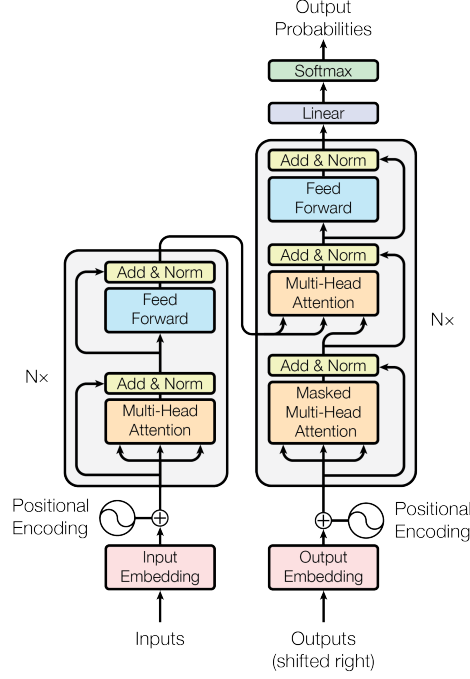 Output
Probabilities
Softmax
Linear
Add & Norm
Feed
Forward
Add & Norm
Multi-Head
Attention
Add & Norm
Masked
Multi-Head
Attention
N×
Add & Norm
Feed
Forward
Add & Norm
Multi-Head
Attention
N×
Positional
Encoding
Positional
Encoding
Input
Embedding
Output
Embedding
Inputs
Outputs
(shifted right)